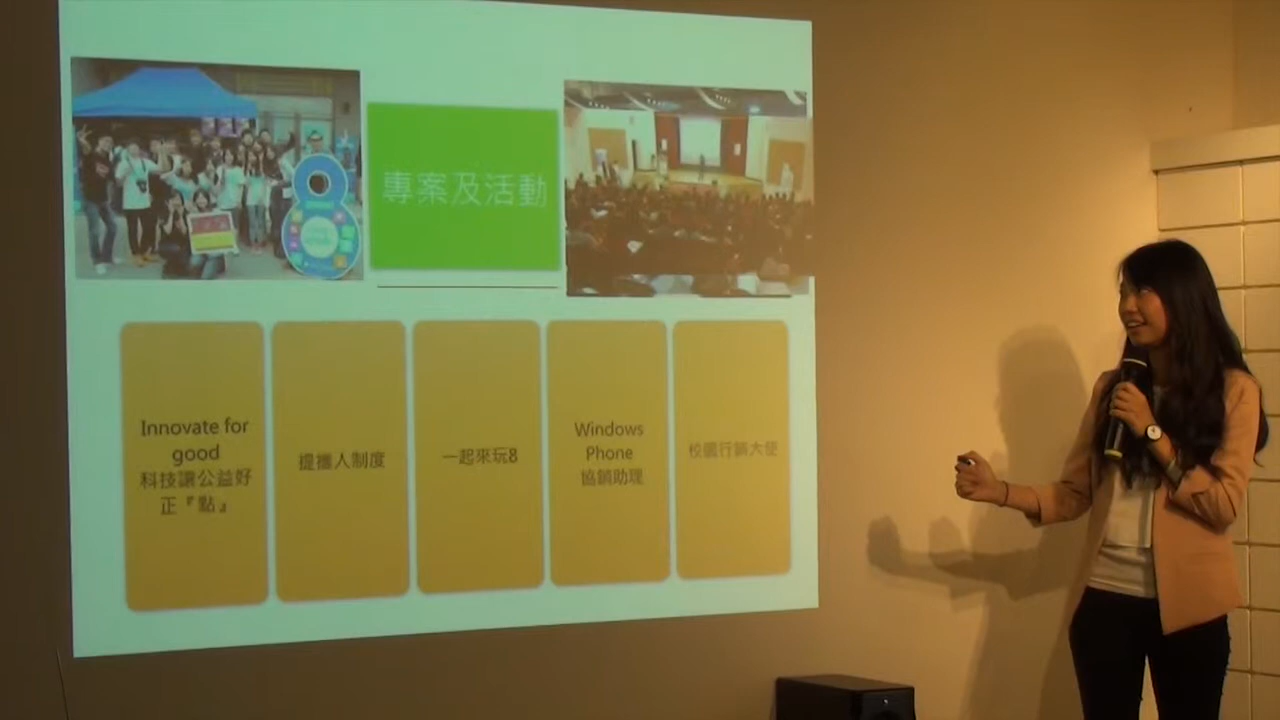 專案及活動
Innovate for
good
科技讓公益好
正『點』
提攜人制度
一起來玩8
Windows
Phone
協銷助理
校園行銷大使